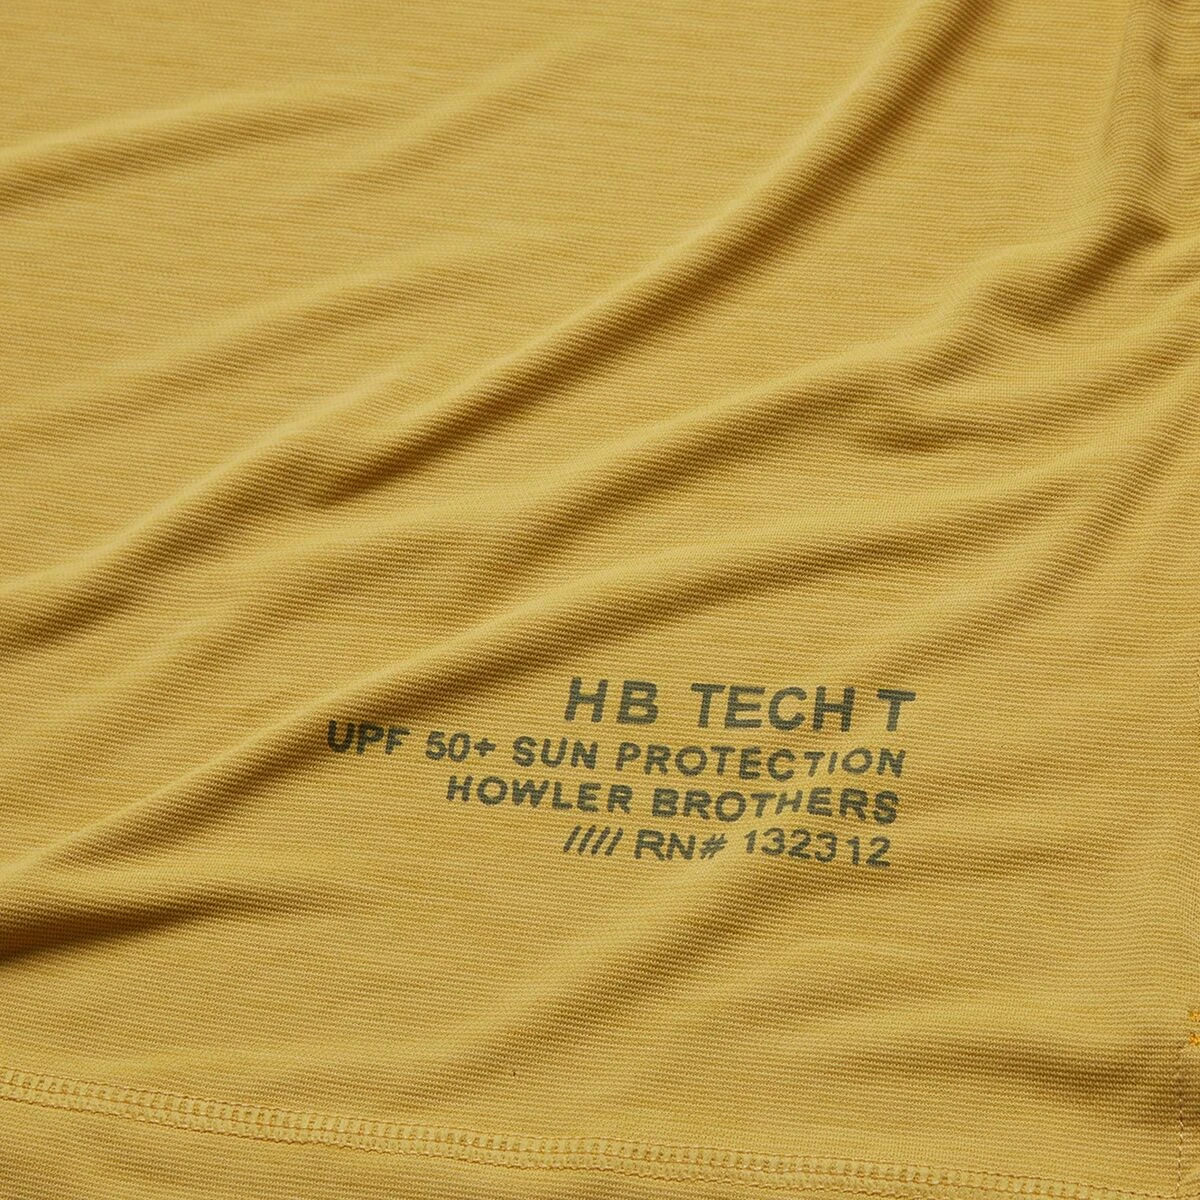 HB TECH T
UPF 50+ SUN PROTECTION
HOWLER BROTHERS
//// RN# 132312